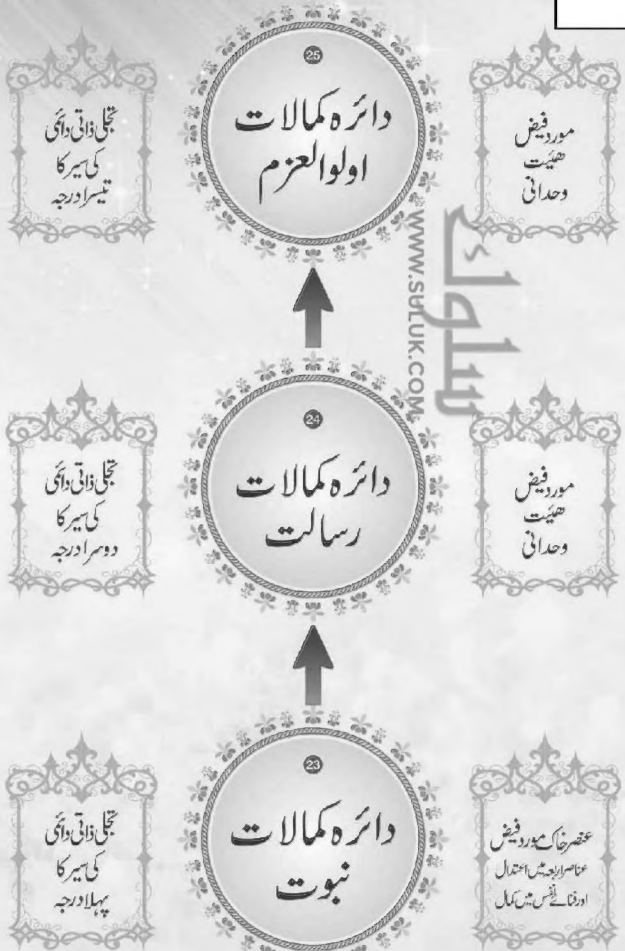 مورد فیض
هیئت
وحدانی
25
دائرہ کمالات
اولوالعزم
تجلی ذاتی دائمی
کی سیر کا
تیسرا درجہ
سلوک
WWW.SULUK.COM
مورد فیض
هیئت
وحدانی
24
دائرہ کمالات
رسالت
تجلی ذاتی دائمی
کی سیر کا
دوسرا درجہ
عنصر خاک مورد فیض
عناصر اربعہ میں اعتدال
اور فنائے نفس میں کمال
23
دائرہ کمالات
نبوت
تجلی ذاتی دائمی
کی سیر کا
پہلا درجہ